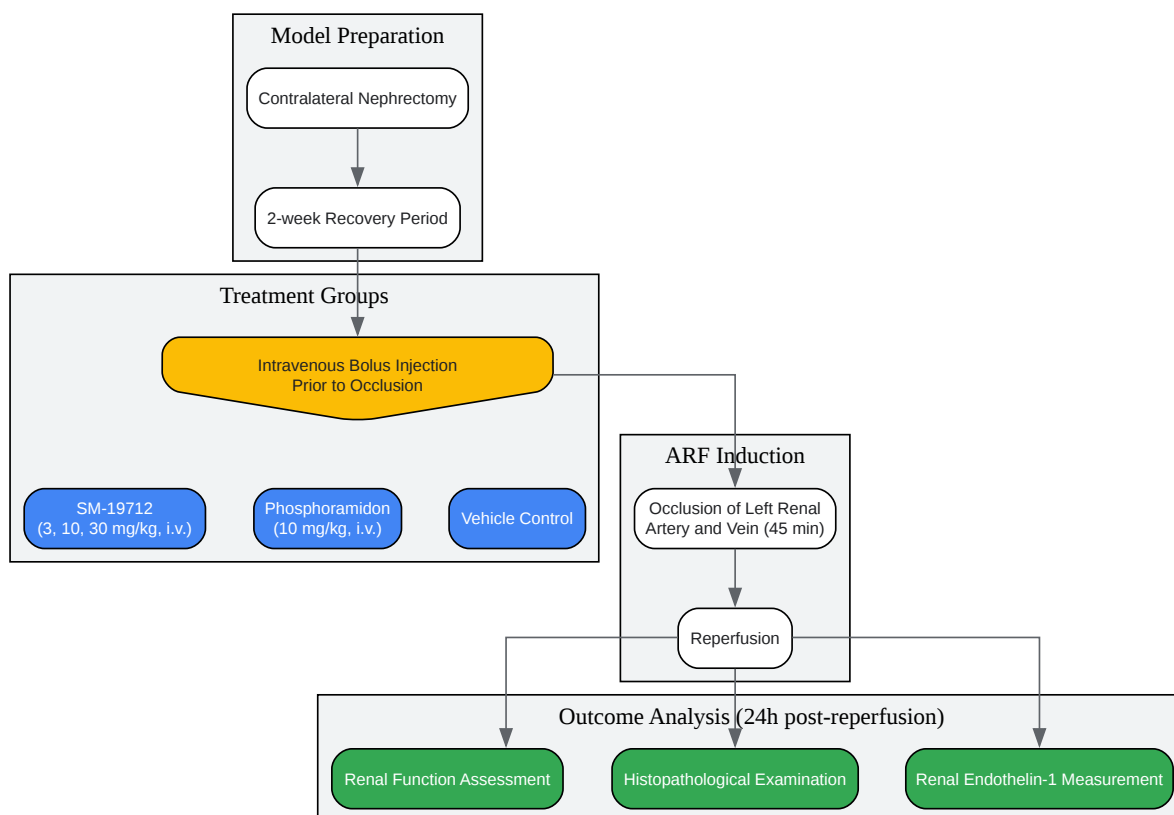 Model Preparation
Contralateral Nephrectomy
2-week Recovery Period
Treatment Groups
Intravenous Bolus Injection
Prior to Occlusion
SM-19712
(3, 10, 30 mg/kg, i.v.)
Phosphoramidon
(10 mg/kg, i.v.)
Vehicle Control
ARF Induction
Occlusion of Left Renal
Artery and Vein (45 min)
Reperfusion
Outcome Analysis (24h post-reperfusion)
Renal Function Assessment
Histopathological Examination
Renal Endothelin-1 Measurement